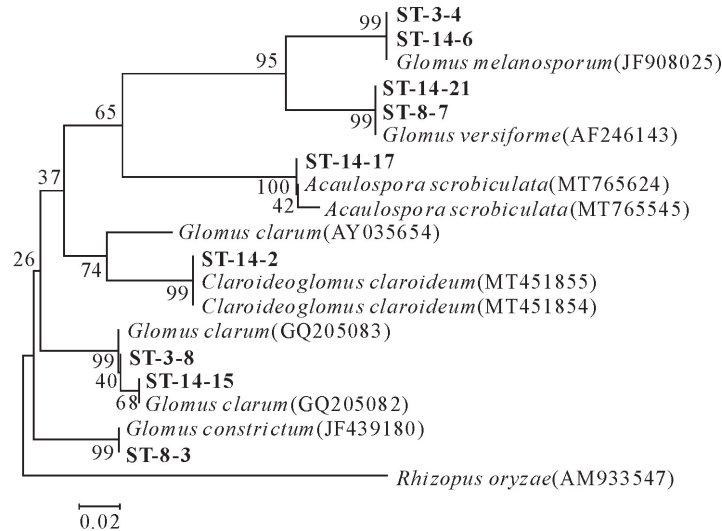 99
ST-3-4
ST-14-6
Glomus melanosporum(JF908025)
95
ST-14-21
ST-8-7
99
Glomus versiforme(AF246143)
65
ST-14-17
100
Acaulospora scrobiculata(MT765624)
42
Acaulospora scrobiculata(MT765545)
37
Glomus clarum(AY035654)
74
ST-14-2
99
Claroideoglomus claroideum(MT451855)
Claroideoglomus claroideum(MT451854)
26
Glomus clarum(GQ205083)
99
ST-3-8
40
ST-14-15
68
Glomus clarum(GQ205082)
Glomus constrictum(JF439180)
99
ST-8-3
Rhizopus oryzae(AM933547)
0.02